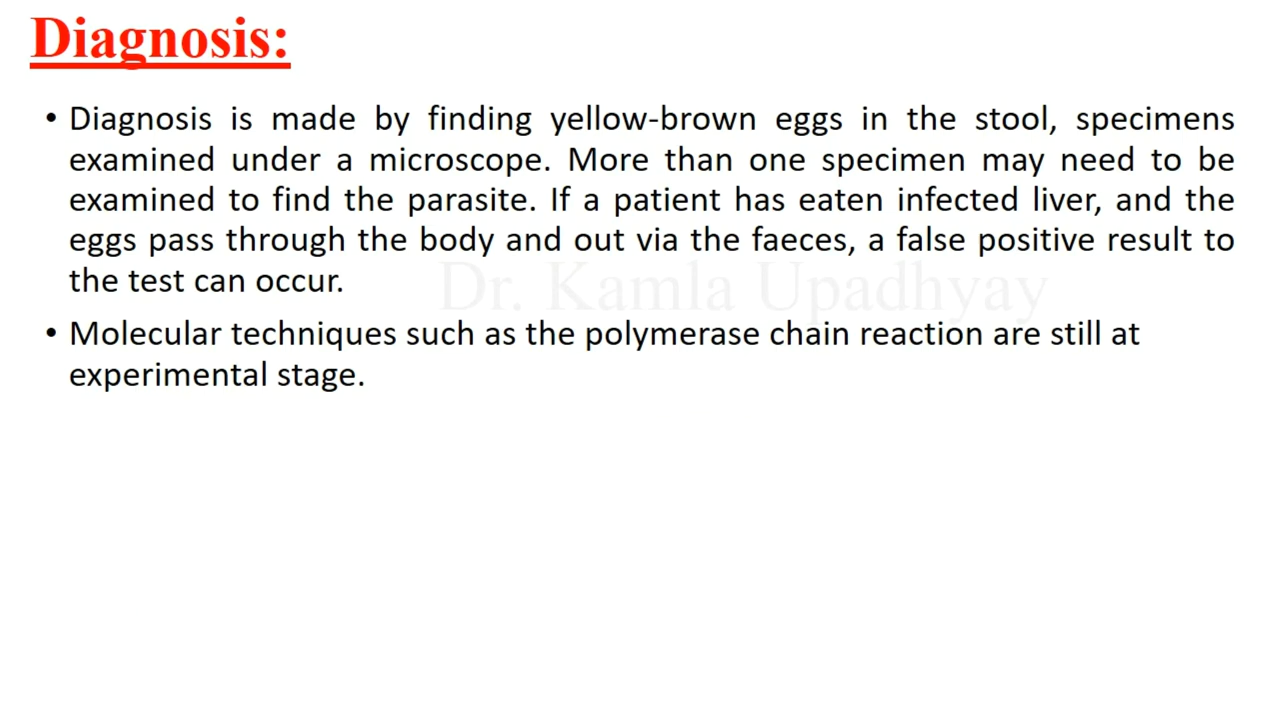 Diagnosis:
• Diagnosis is made by finding yellow-brown eggs in the stool, specimens
examined under a microscope. More than one specimen may need to be
examined to find the parasite. If a patient has eaten infected liver, and the
eggs pass through the body and out via the faeces, a false positive result to
the test can occur.
Dr. Kamla Upadhyay
• Molecular techniques such as the polymerase chain reaction are still at
experimental stage.